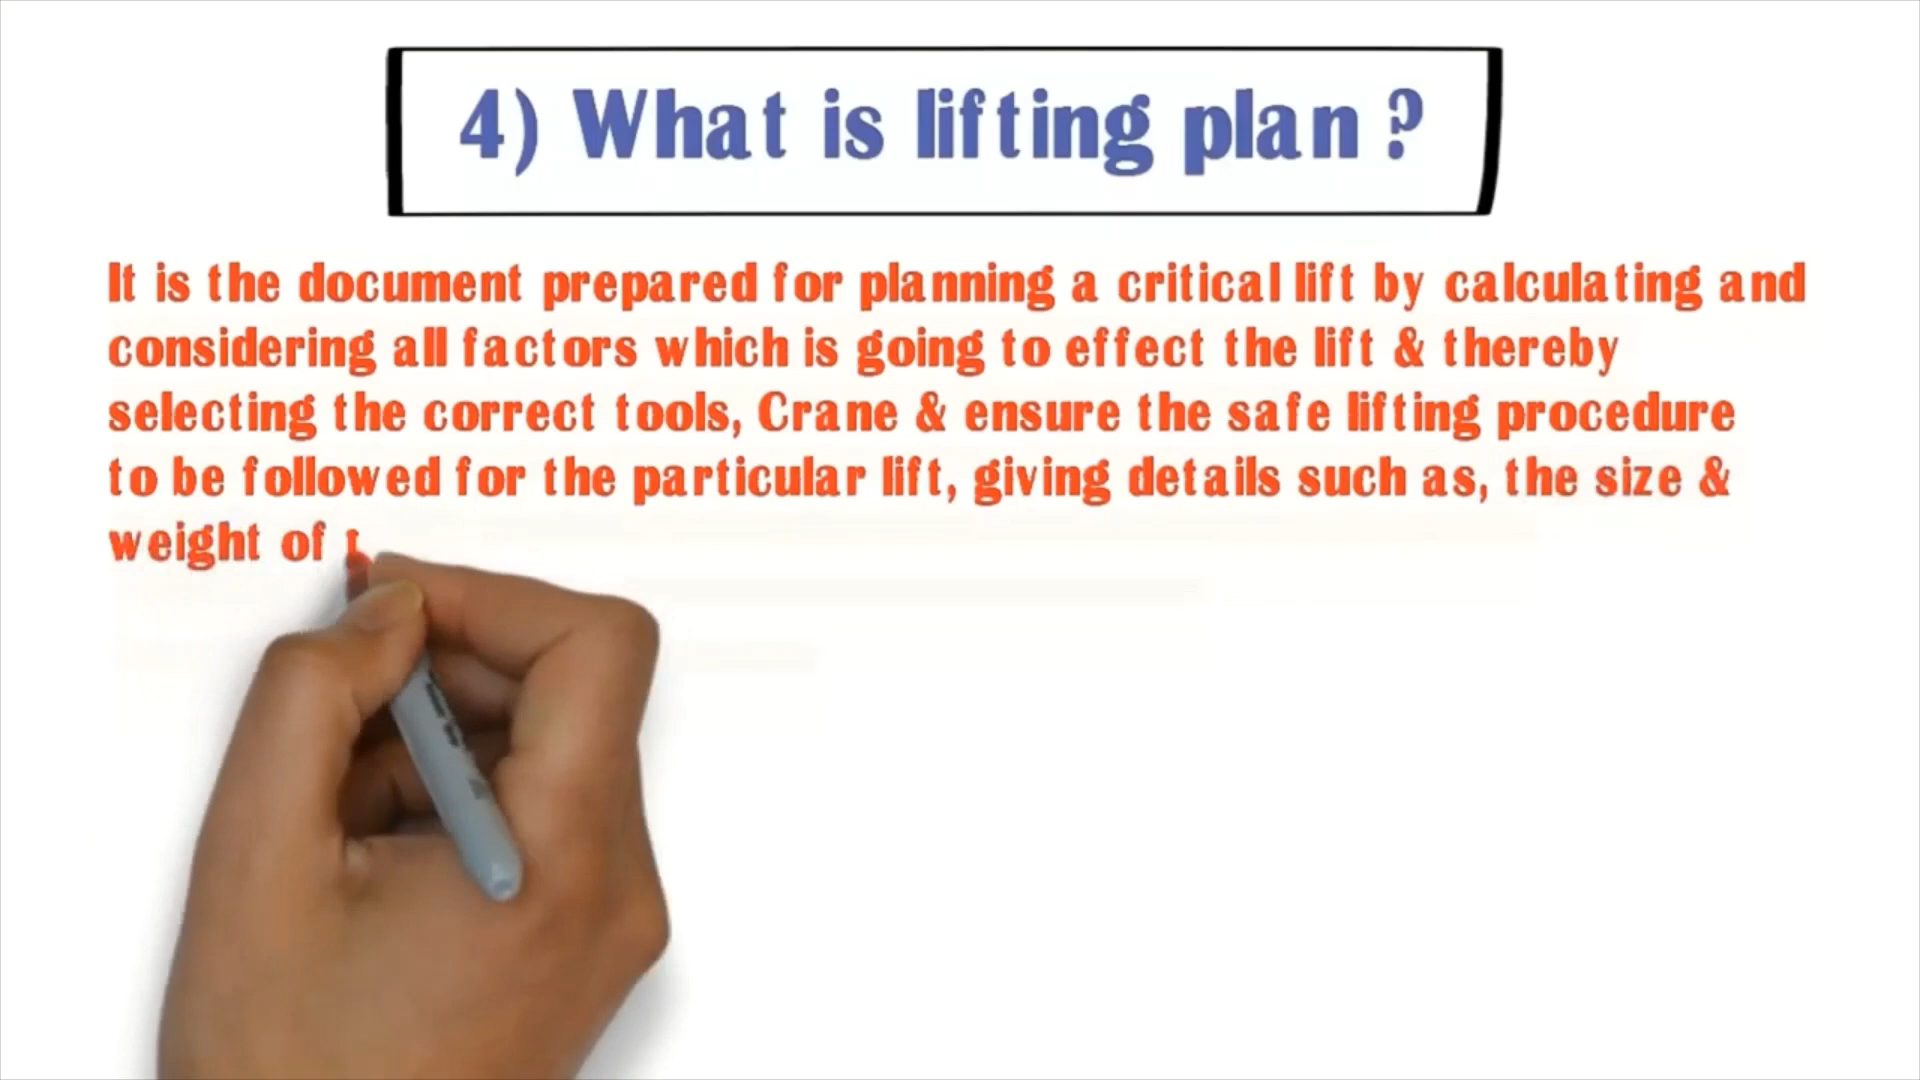 4) What is lifting plan ?
It is the document prepared for planning a critical lift by calculating and
considering all factors which is going to effect the lift & thereby
selecting the correct tools, Crane & ensure the safe lifting procedure
to be followed for the particular lift, giving details such as, the size &
weight of t